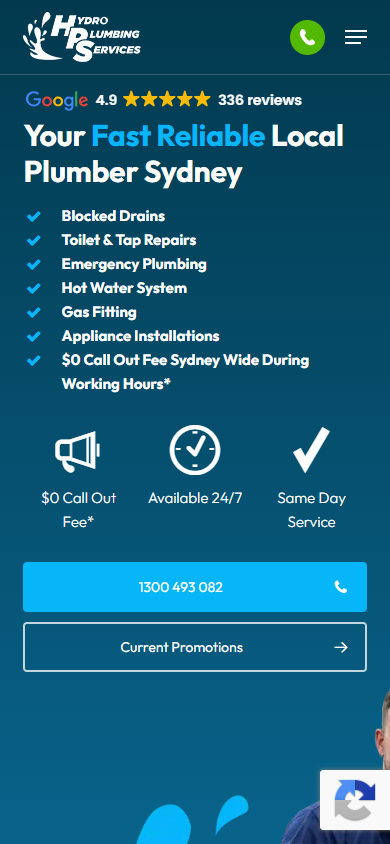 HYDRO
PLUMBING
SERVICES
Google 4.9 336 reviews
Your Fast Reliable Local
Plumber Sydney
Blocked Drains
Toilet & Tap Repairs
Emergency Plumbing
Hot Water System
Gas Fitting
Appliance Installations
$0 Call Out Fee Sydney Wide During
Working Hours*
$0 Call Out
Fee*
Available 24/7
Same Day
Service
1300 493 082
Current Promotions